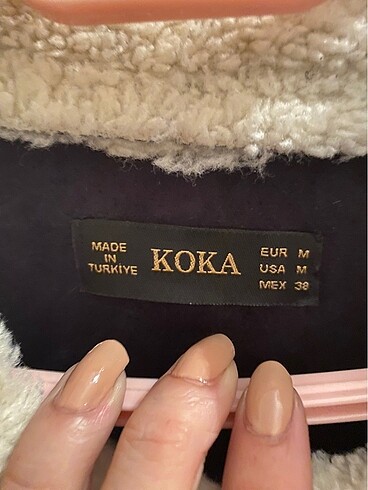 MADE
IN
TURKIYE
KOKA
EUR M
USA M
MEX 38